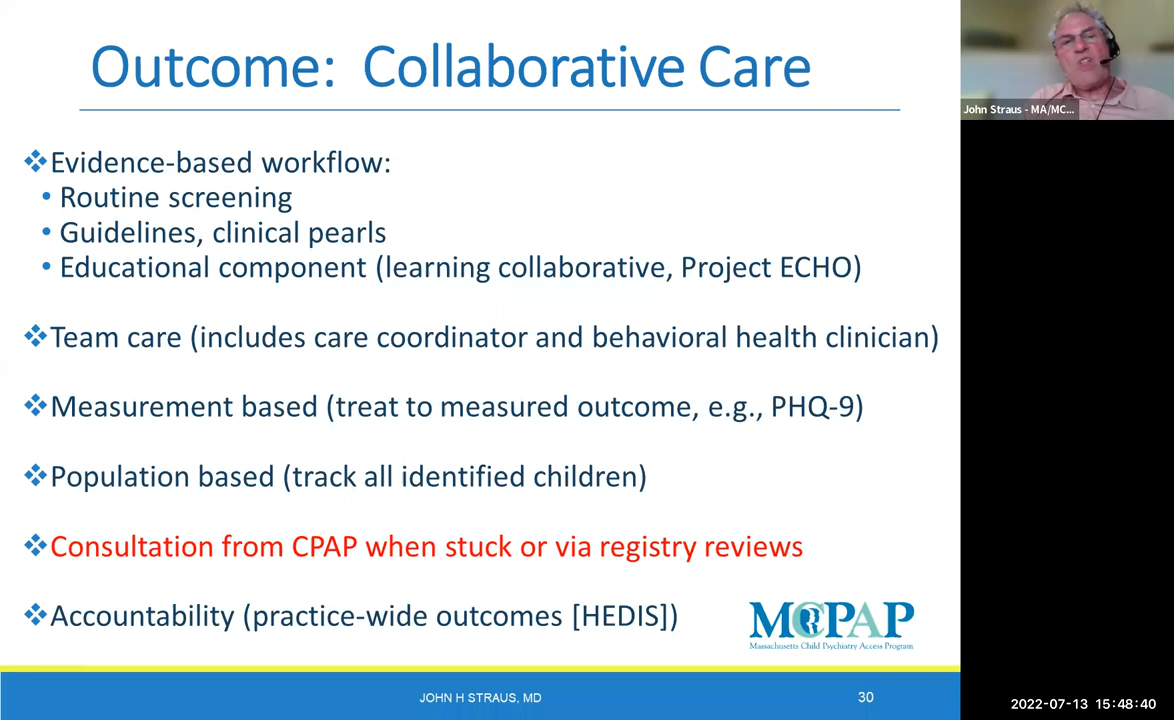 Outcome: Collaborative Care
John Straus - MA/MC...
❖Evidence-based workflow:
• Routine screening
• Guidelines, clinical pearls
• Educational component (learning collaborative, Project ECHO)
❖Team care (includes care coordinator and behavioral health clinician)
❖Measurement based (treat to measured outcome, e.g., PHQ-9)
❖Population based (track all identified children)
❖Consultation from CPAP when stuck or via registry reviews
❖Accountability (practice-wide outcomes [HEDIS])
MCPAP
Massachusetts Child Psychiatry Access Program
JOHN H STRAUS, MD
30
2022-07-13 15:48:40